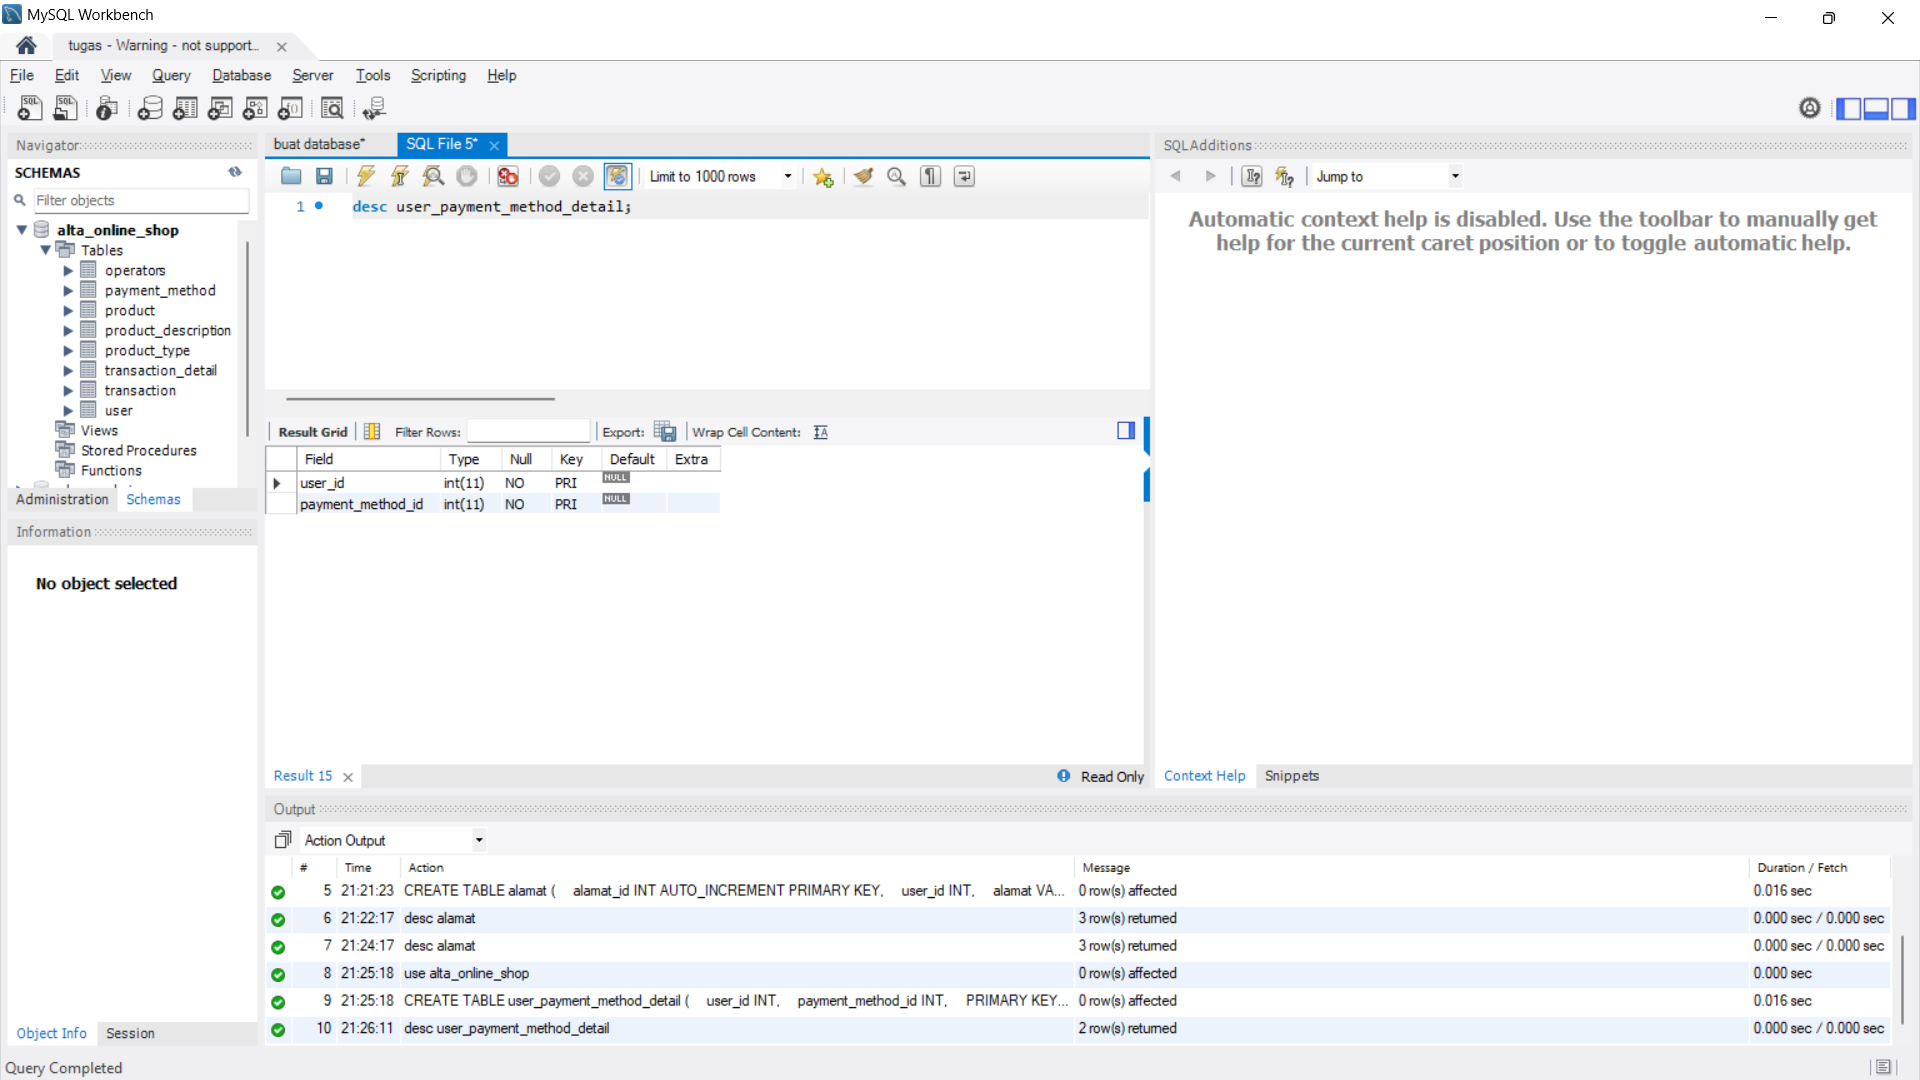 MySQL Workbench
tugas - Warning - not support...
File Edit View Query Database Server Tools Scripting Help
Navigator
SCHEMAS
Filter objects
alta_online_shop
Tables
operators
payment_method
product
product_description
product_type
transaction_detail
transaction
user
Views
Stored Procedures
Functions
Administration Schemas
Information
No object selected
Object Info Session
buat database* SQL File 5*
Limit to 1000 rows
1 desc user_payment_method_detail;
Result Grid Filter Rows: Export: Wrap Cell Content:
Field Type Null Key Default Extra
user_id int(11) NO PRI NULL
payment_method_id int(11) NO PRI NULL
Result 15 Read Only
SQLAdditions
Jump to
Automatic context help is disabled. Use the toolbar to manually get
help for the current caret position or to toggle automatic help.
Context Help Snippets
Output
Action Output
# Time Action Message Duration / Fetch
5 21:21:23 CREATE TABLE alamat ( alamat_id INT AUTO_INCREMENT PRIMARY KEY, user_id INT, alamat VA... 0 row(s) affected 0.016 sec
6 21:22:17 desc alamat 3 row(s) returned 0.000 sec / 0.000 sec
7 21:24:17 desc alamat 3 row(s) returned 0.000 sec / 0.000 sec
8 21:25:18 use alta_online_shop 0 row(s) affected 0.000 sec
9 21:25:18 CREATE TABLE user_payment_method_detail ( user_id INT, payment_method_id INT, PRIMARY KEY... 0 row(s) affected 0.016 sec
10 21:26:11 desc user_payment_method_detail 2 row(s) returned 0.000 sec / 0.000 sec
Query Completed